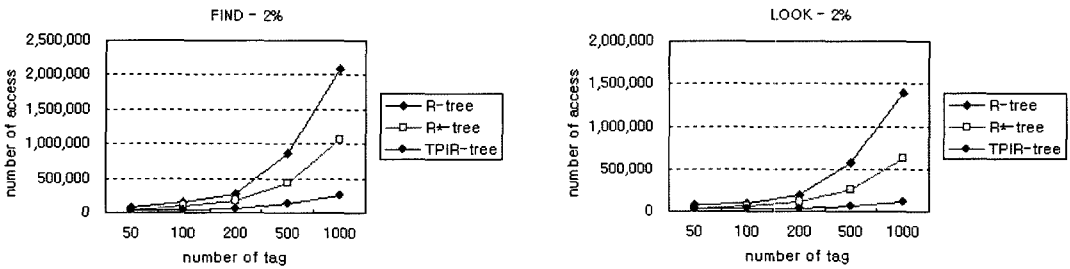 FIND - 2%
2,500,000
2,000,000
1,500,000
1,000,000
500,000
0
number of access
50 100 200 500 1000
number of tag
R-tree
R*-tree
TPIR-tree
LOOK - 2%
2,000,000
1,500,000
1,000,000
500,000
0
number of access
50 100 200 500 1000
number of tag
R-tree
R*-tree
TPIR-tree